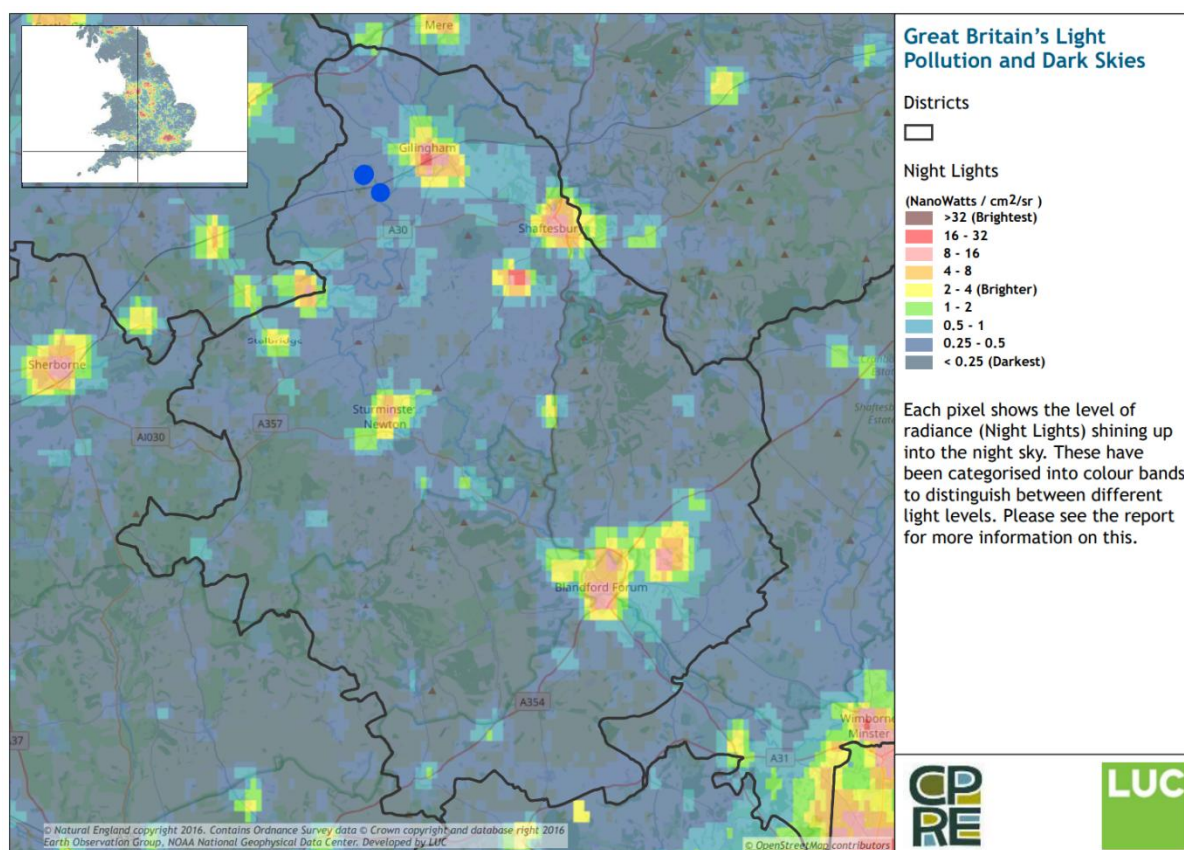 Great Britain's Light
Pollution and Dark Skies
Districts
Night Lights
(NanoWatts / cm2/sr )
>32 (Brightest)
16 - 32
8 - 16
4 - 8
2 - 4 (Brighter)
1 - 2
0.5 - 1
0.25 - 0.5
< 0.25 (Darkest)
Each pixel shows the level of
radiance (Night Lights) shining up
into the night sky. These have
been categorised into colour bands
to distinguish between different
light levels. Please see the report
for more information on this.
Mere
Gillingham
A30
Shaftesbury
Stalbridge
Sherborne
Sturminster
Newton
A357
A1030
Blandford Forum
A354
Wimborne
Minster
A31
37
© Natural England copyright 2016. Contains Ordnance Survey data © Crown copyright and database right 2016
Earth Observation Group, NOAA National Geophysical Data Center. Developed by LUC
© OpenStreetMap contributors
CP
RE
LUC